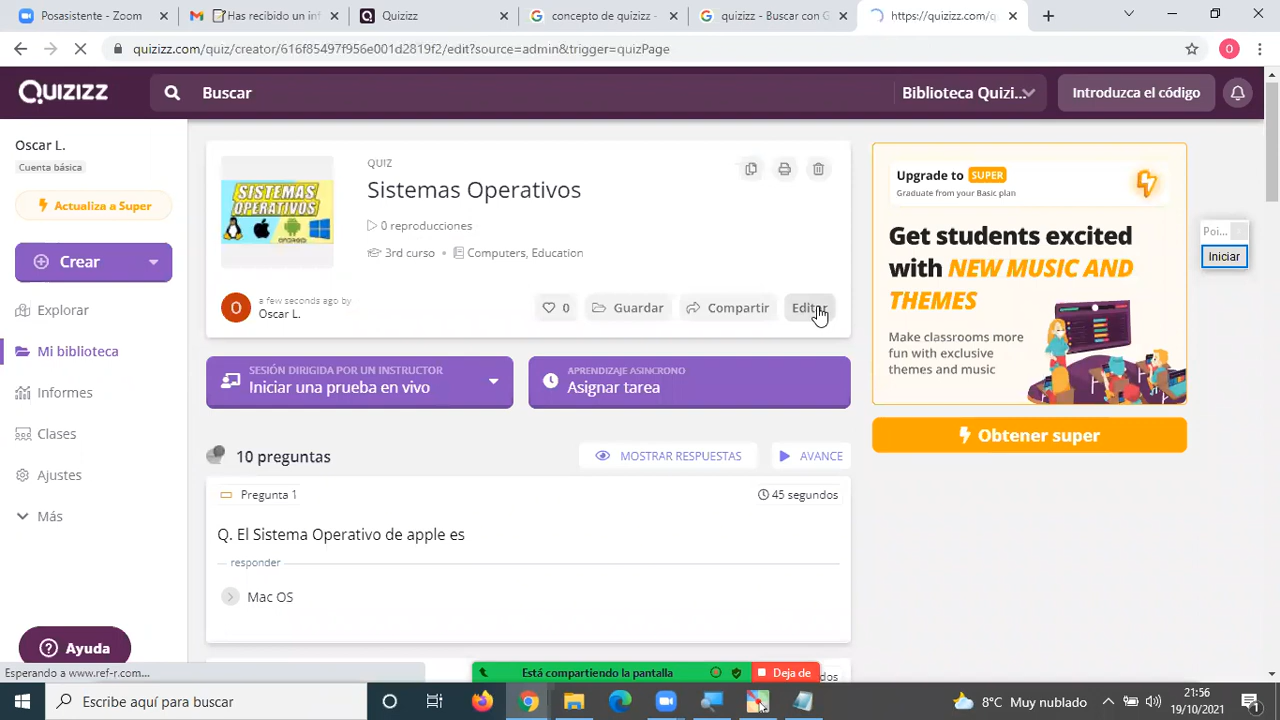 Posasistente - Zoom
Has recibido un inf
Quizizz
concepto de quizizz -
quizizz - Buscar con G
https://quizizz.com/q
quizizz.com/quiz/creator/616f85497f956e001d2819f2/edit?source=admin&trigger=quizPage
O
Quizizz
Buscar
Biblioteca Quizi...
Introduzca el código
Oscar L.
Cuenta básica
Actualiza a Super
Crear
Explorar
Mi biblioteca
Informes
Clases
Ajustes
Más
Ayuda
QUIZ
Sistemas Operativos
SISTEMAS
OPERATIVOS
ANDROID
0 reproducciones
3rd curso • Computers, Education
O
a few seconds ago by
Oscar L.
0
Guardar
Compartir
Editar
SESIÓN DIRIGIDA POR UN INSTRUCTOR
Iniciar una prueba en vivo
APRENDIZAJE ASINCRONO
Asignar tarea
10 preguntas
MOSTRAR RESPUESTAS
AVANCE
Pregunta 1
45 segundos
Q. El Sistema Operativo de apple es
responder
Mac OS
Upgrade to SUPER
Graduate from your Basic plan
Get students excited
with NEW MUSIC AND
THEMES
Make classrooms more
fun with exclusive
themes and music
Obtener super
Poi...
Iniciar
Esperando a www.ref-r.com...
Está compartiendo la pantalla
Deja de
dos
Escribe aquí para buscar
8°C Muy nublado
21:56
19/10/2021
1